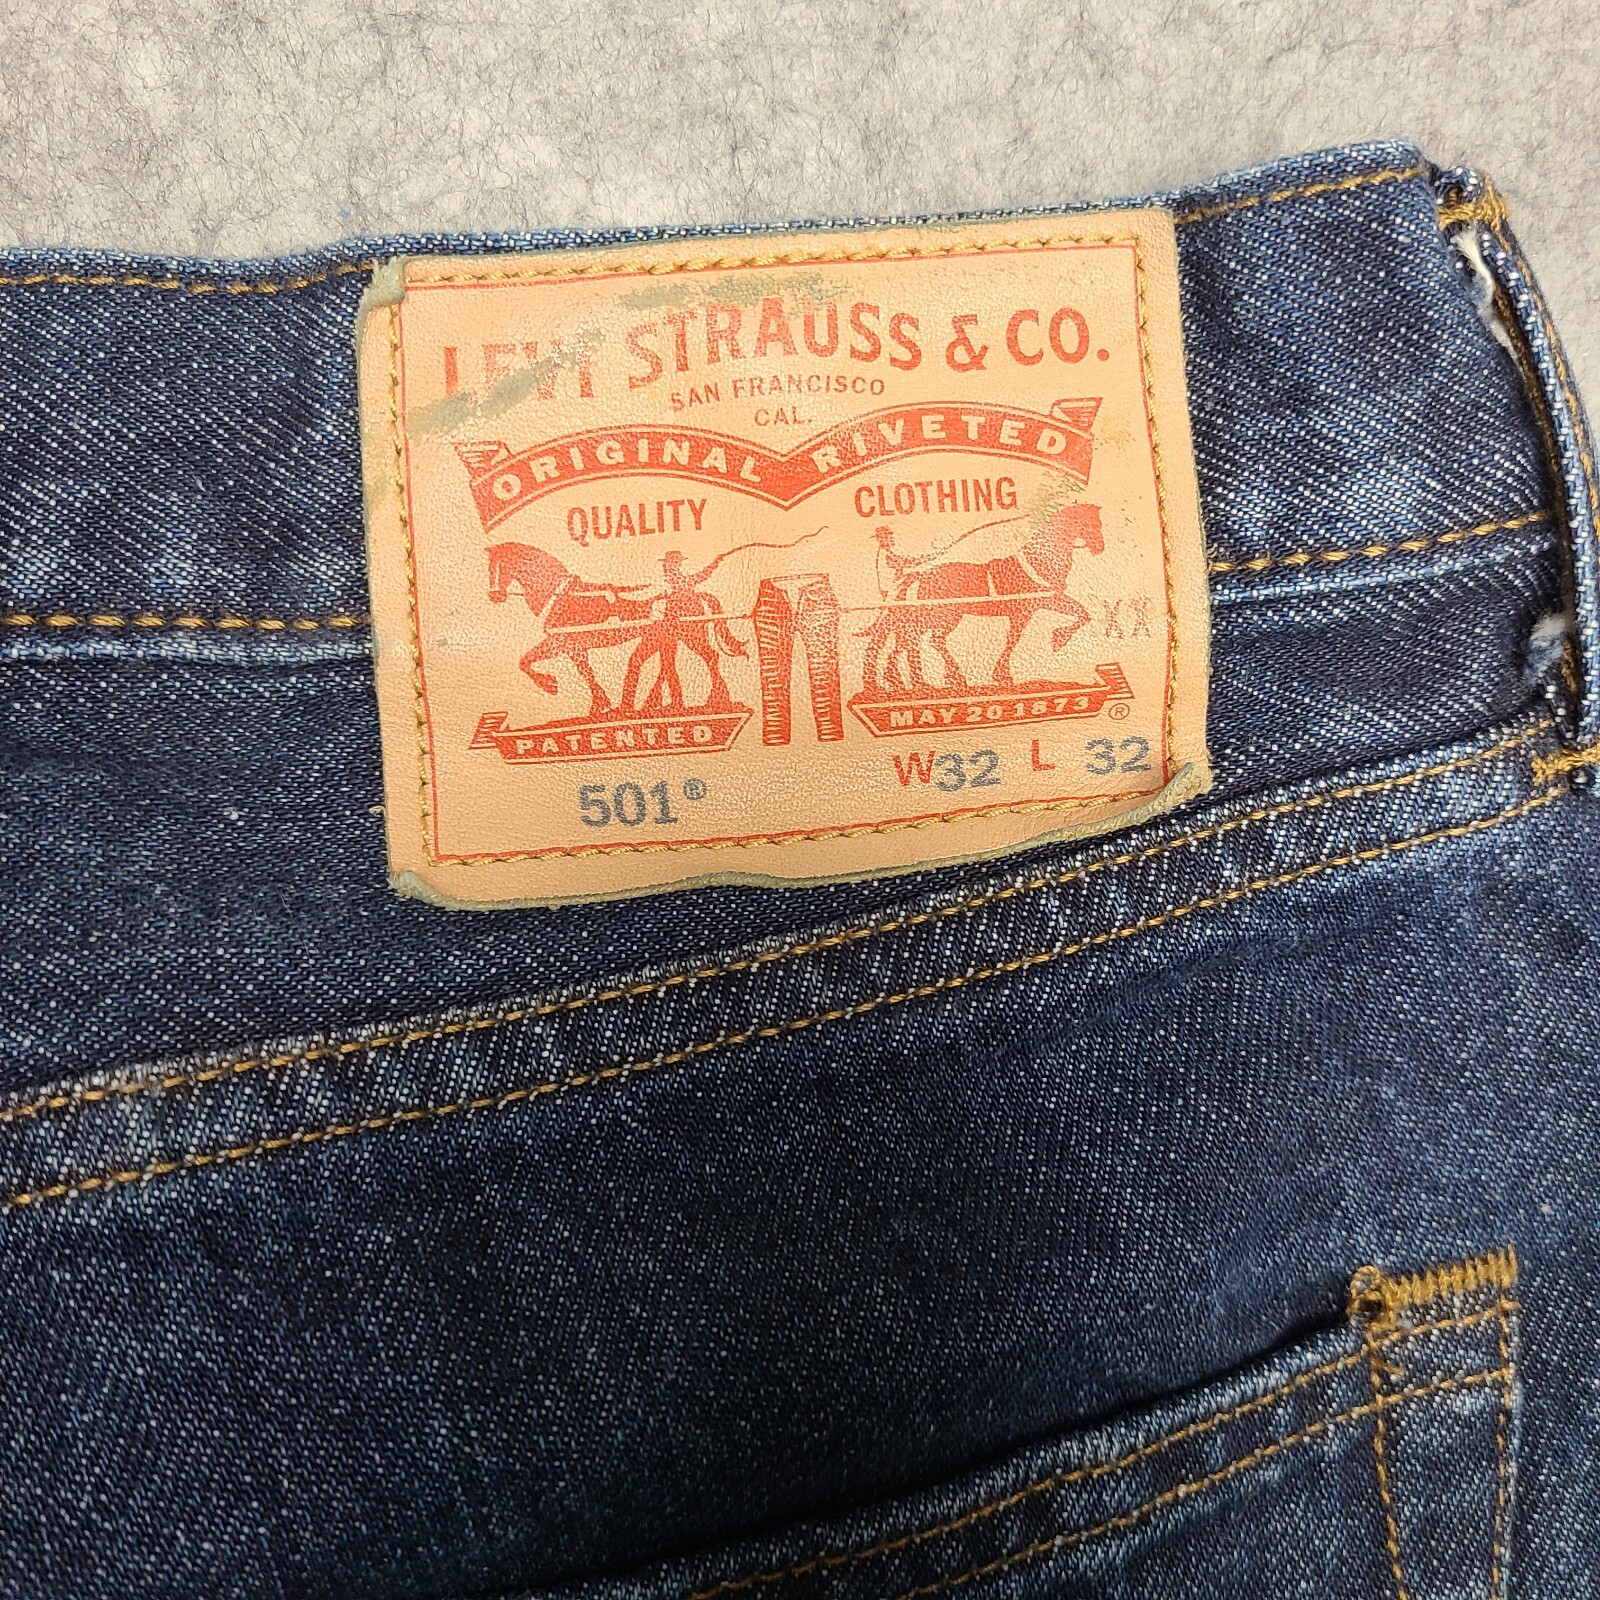 LEVI STRAUSS & CO.
SAN FRANCISCO
CAL.
ORIGINAL RIVETED
QUALITY CLOTHING
XX
PATENTED MAY 20 1873 ®
501® W32 L 32